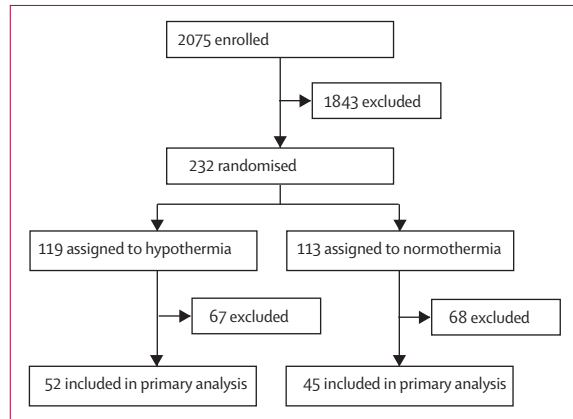 2075 enrolled
1843 excluded
232 randomised
119 assigned to hypothermia
113 assigned to normothermia
67 excluded
68 excluded
52 included in primary analysis
45 included in primary analysis